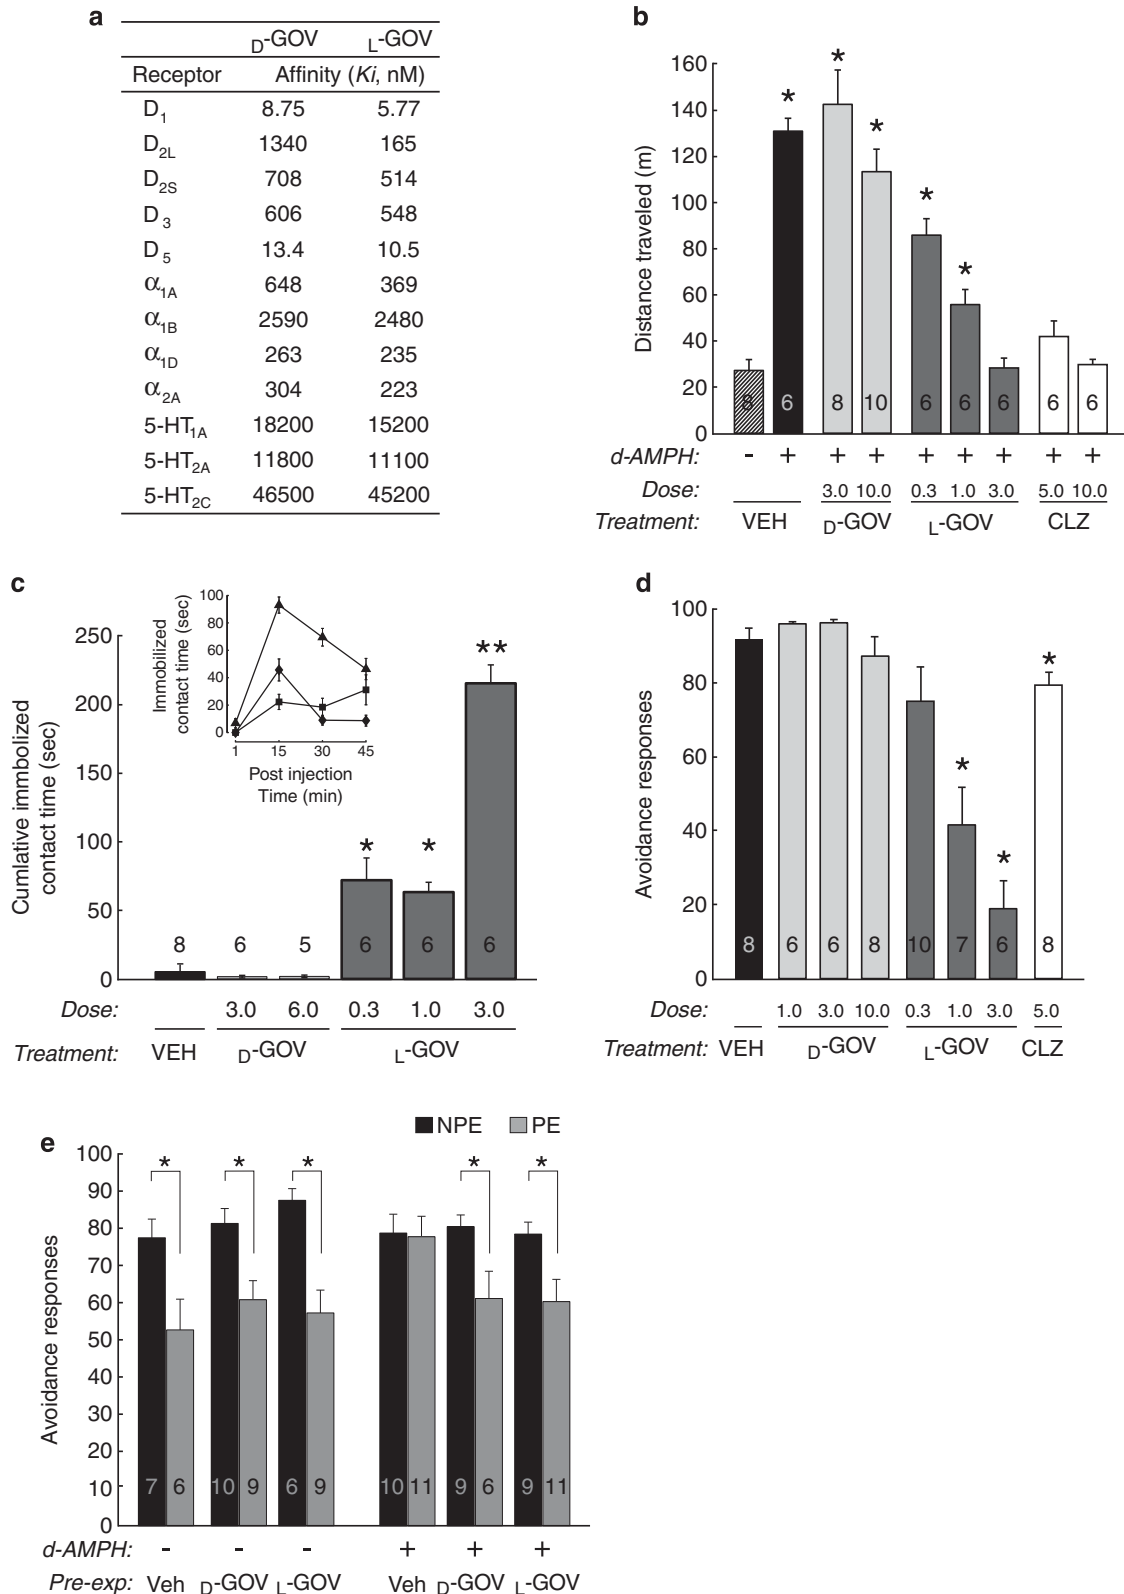 a
D-GOV L-GOV
Receptor Affinity (Ki, nM)
D1 8.75 5.77
D2L 1340 165
D2S 708 514
D3 606 548
D5 13.4 10.5
α1A 648 369
α1B 2590 2480
α1D 263 235
α2A 304 223
5-HT1A 18200 15200
5-HT2A 11800 11100
5-HT2C 46500 45200
b
Distance traveled (m)
160
140
120
100
80
60
40
20
0
* * * * *
8 6 8 10 6 6 6 6 6
d-AMPH: - + + + + + + + +
Dose: 3.0 10.0 0.3 1.0 3.0 5.0 10.0
Treatment: VEH D-GOV L-GOV CLZ
c
Cumlative immbolized
contact time (sec)
250
200
150
100
50
0
Immobilized
contact time (sec)
100
80
60
40
20
0
1 15 30 45
Post injection
Time (min)
* * **
8 6 5 6 6 6
Dose: 3.0 6.0 0.3 1.0 3.0
Treatment: VEH D-GOV L-GOV
d
Avoidance responses
100
80
60
40
20
0
* * *
8 6 6 8 10 7 6 8
Dose: 1.0 3.0 10.0 0.3 1.0 3.0 5.0
Treatment: VEH D-GOV L-GOV CLZ
e
NPE PE
Avoidance responses
100
90
80
70
60
50
40
30
20
10
0
* * * * *
7 6 10 9 6 9 10 11 9 6 9 11
d-AMPH: - - - + + +
Pre-exp: Veh D-GOV L-GOV Veh D-GOV L-GOV